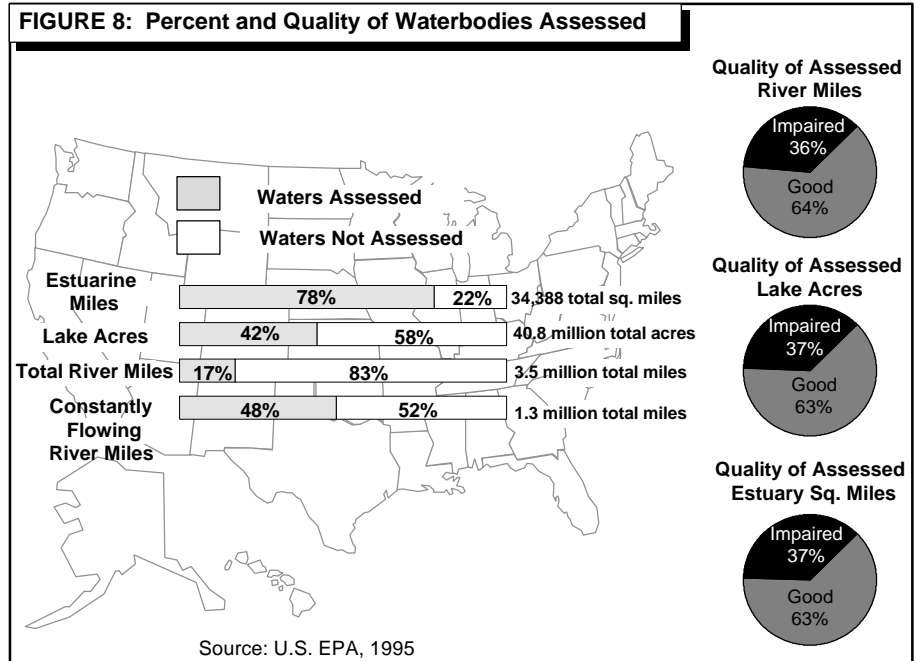 FIGURE 8: Percent and Quality of Waterbodies Assessed
Waters Assessed
Waters Not Assessed
Estuarine
Miles
78%
22%
34,388 total sq. miles
Lake Acres
42%
58%
40.8 million total acres
Total River Miles
17%
83%
3.5 million total miles
Constantly
Flowing
River Miles
48%
52%
1.3 million total miles
Source: U.S. EPA, 1995
Quality of Assessed
River Miles
Impaired
36%
Good
64%
Quality of Assessed
Lake Acres
Impaired
37%
Good
63%
Quality of Assessed
Estuary Sq. Miles
Impaired
37%
Good
63%